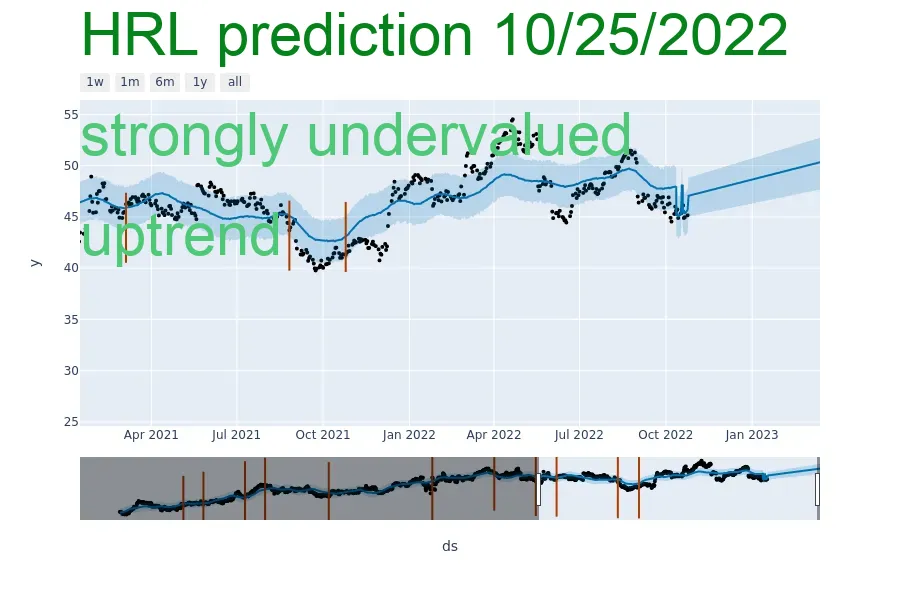 HRL prediction 10/25/2022
1w 1m 6m 1y all
55
strongly undervalued
50
45
uptrend
y
40
35
30
25
Apr 2021 Jul 2021 Oct 2021 Jan 2022 Apr 2022 Jul 2022 Oct 2022 Jan 2023
ds